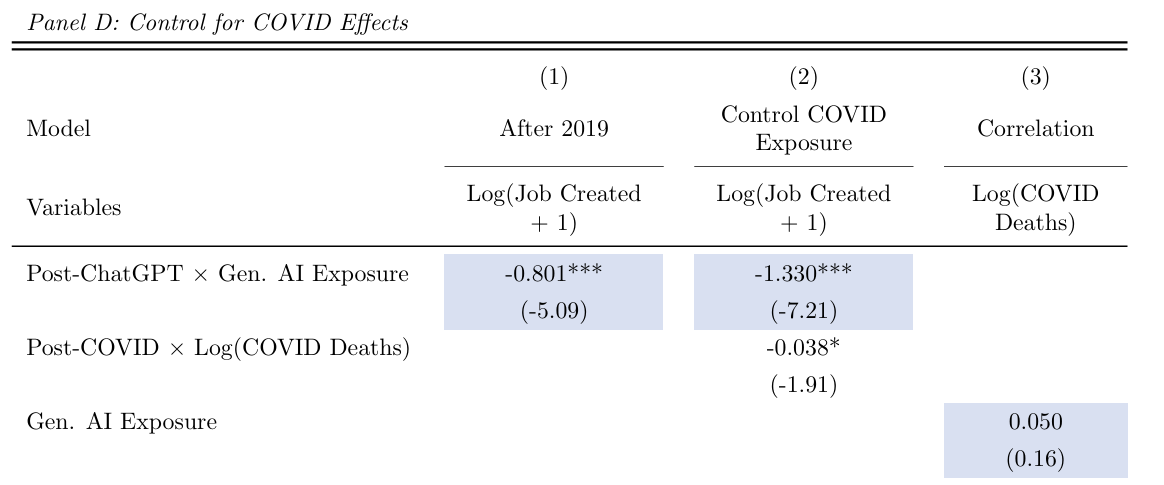 Panel D: Control for COVID Effects
(1) (2) (3)
Model After 2019 Control COVID Exposure Correlation
Variables Log(Job Created + 1) Log(Job Created + 1) Log(COVID Deaths)
Post-ChatGPT × Gen. AI Exposure -0.801*** -1.330***
(-5.09) (-7.21)
Post-COVID × Log(COVID Deaths) -0.038*
(-1.91)
Gen. AI Exposure 0.050
(0.16)